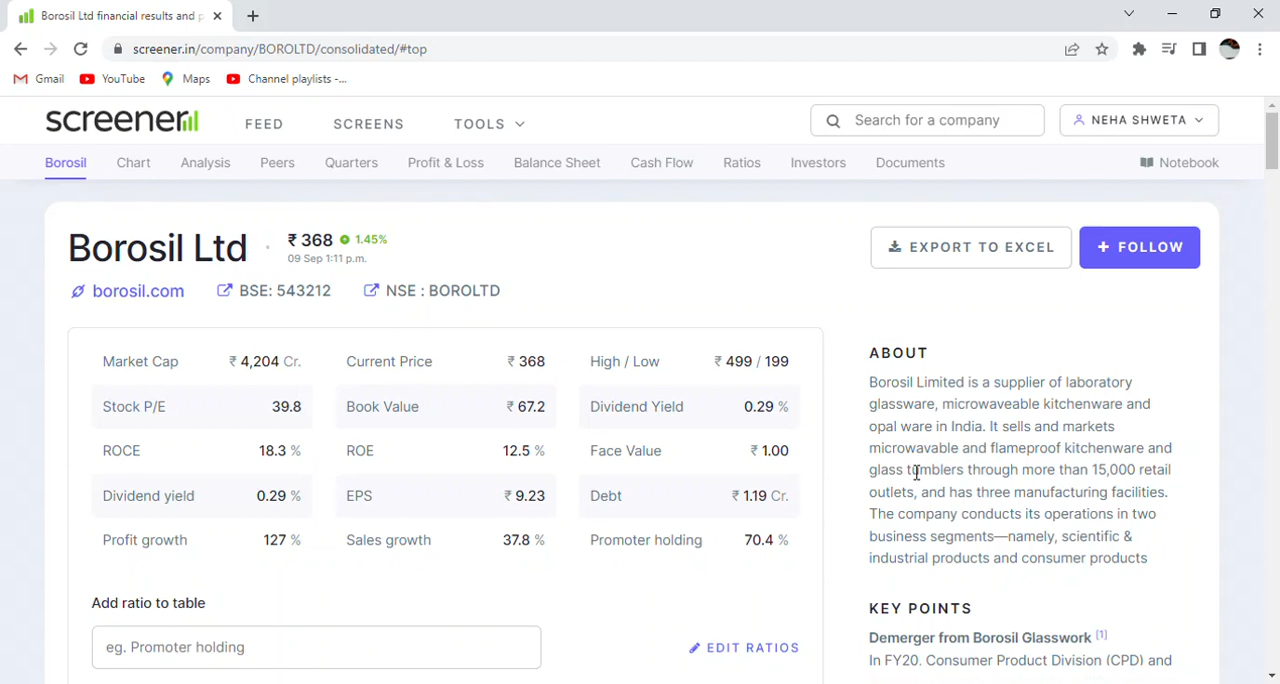 Borosil Ltd financial results and p
screener.in/company/BOROLTD/consolidated/#top
Gmail YouTube Maps Channel playlists -...
screener FEED SCREENS TOOLS Search for a company NEHA SHWETA
Borosil Chart Analysis Peers Quarters Profit & Loss Balance Sheet Cash Flow Ratios Investors Documents Notebook
Borosil Ltd ₹ 368 1.45%
09 Sep 1:11 p.m.
EXPORT TO EXCEL + FOLLOW
borosil.com BSE: 543212 NSE : BOROLTD
Market Cap ₹ 4,204 Cr. Current Price ₹ 368 High / Low ₹ 499 / 199
Stock P/E 39.8 Book Value ₹ 67.2 Dividend Yield 0.29 %
ROCE 18.3 % ROE 12.5 % Face Value ₹ 1.00
Dividend yield 0.29 % EPS ₹ 9.23 Debt ₹ 1.19 Cr.
Profit growth 127 % Sales growth 37.8 % Promoter holding 70.4 %
Add ratio to table
eg. Promoter holding EDIT RATIOS
ABOUT
Borosil Limited is a supplier of laboratory
glassware, microwaveable kitchenware and
opal ware in India. It sells and markets
microwavable and flameproof kitchenware and
glass tumblers through more than 15,000 retail
outlets, and has three manufacturing facilities.
The company conducts its operations in two
business segments—namely, scientific &
industrial products and consumer products
KEY POINTS
Demerger from Borosil Glasswork [1]
In FY20. Consumer Product Division (CPD) and